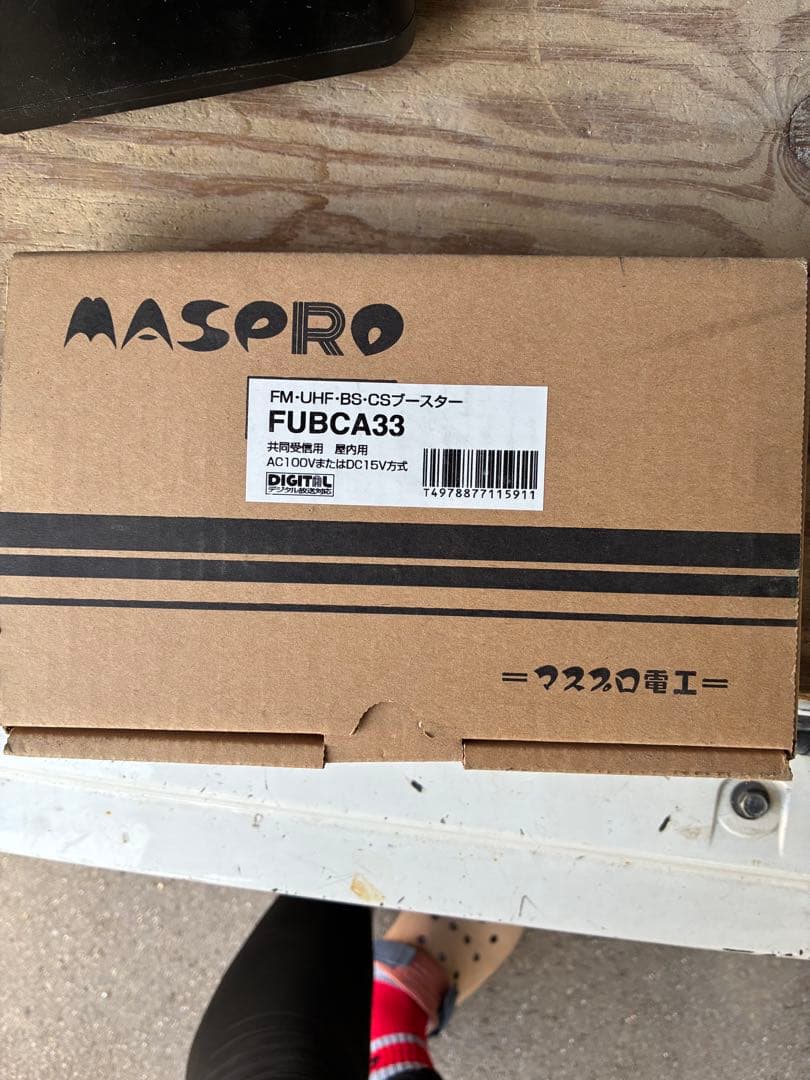 MASPRO
FM・UHF・BS・CSブースター
FUBCA33
共同受信用 屋内用
AC100VまたはDC15V方式
DIGITAL
デジタル放送対応
T4978877115911
=マスプロ電工=